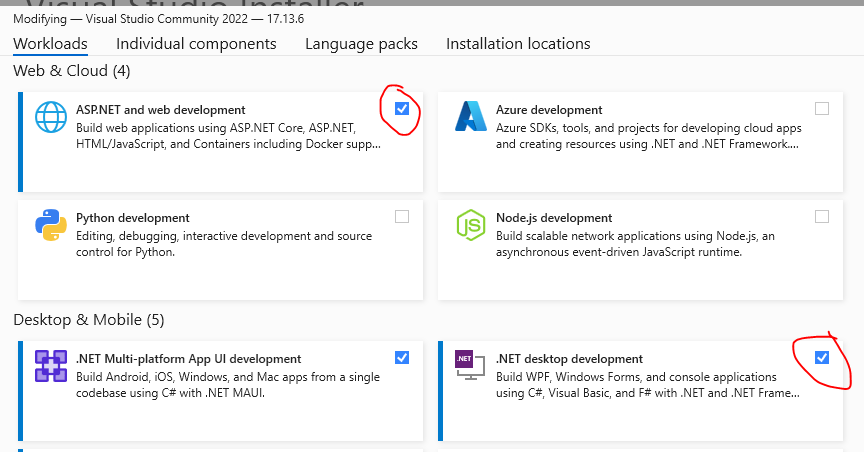 Visual Studio Installer
Modifying — Visual Studio Community 2022 — 17.13.6
Workloads Individual components Language packs Installation locations
Web & Cloud (4)
ASP.NET and web development
Build web applications using ASP.NET Core, ASP.NET,
HTML/JavaScript, and Containers including Docker supp...
Azure development
Azure SDKs, tools, and projects for developing cloud apps
and creating resources using .NET and .NET Framework....
Python development
Editing, debugging, interactive development and source
control for Python.
JS
Node.js development
Build scalable network applications using Node.js, an
asynchronous event-driven JavaScript runtime.
Desktop & Mobile (5)
.NET Multi-platform App UI development
Build Android, iOS, Windows, and Mac apps from a single
codebase using C# with .NET MAUI.
.NET
.NET desktop development
Build WPF, Windows Forms, and console applications
using C#, Visual Basic, and F# with .NET and .NET Frame...